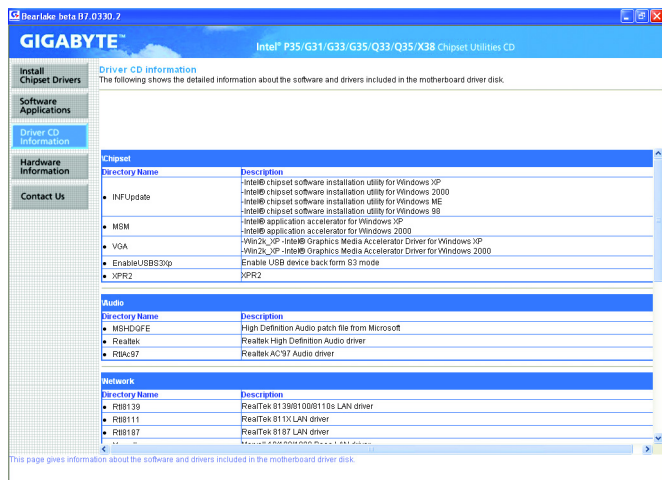 Bearlake beta B7.0330.2
GIGABYTE™
Intel® P35/G31/G33/G35/Q33/Q35/X38 Chipset Utilities CD
Install
Chipset Drivers
Software
Applications
Driver CD
Information
Hardware
Information
Contact Us
Driver CD information
The following shows the detailed information about the software and drivers included in the motherboard driver disk.
\Chipset
Directory Name Description
• INFUpdate
-Intel® chipset software installation utility for Windows XP
-Intel® chipset software installation utility for Windows 2000
-Intel® chipset software installation utility for Windows ME
-Intel® chipset software installation utility for Windows 98
• MSM
-Intel® application accelerator for Windows XP
-Intel® application accelerator for Windows 2000
• VGA
-Win2k_XP -Intel® Graphics Media Accelerator Driver for Windows XP
-Win2k_XP -Intel® Graphics Media Accelerator Driver for Windows 2000
• EnableUSBS3Xp Enable USB device back form S3 mode
• XPR2 XPR2
\Audio
Directory Name Description
• MSHDQFE High Definition Audio patch file from Microsoft
• Realtek Realtek High Definition Audio driver
• RtlAc97 Realtek AC'97 Audio driver
\Network
Directory Name Description
• Rtl8139 RealTek 8139/8100/8110s LAN driver
• Rtl8111 RealTek 811X LAN driver
• Rtl8187 RealTek 8187 LAN driver
This page gives information about the software and drivers included in the motherboard driver disk.